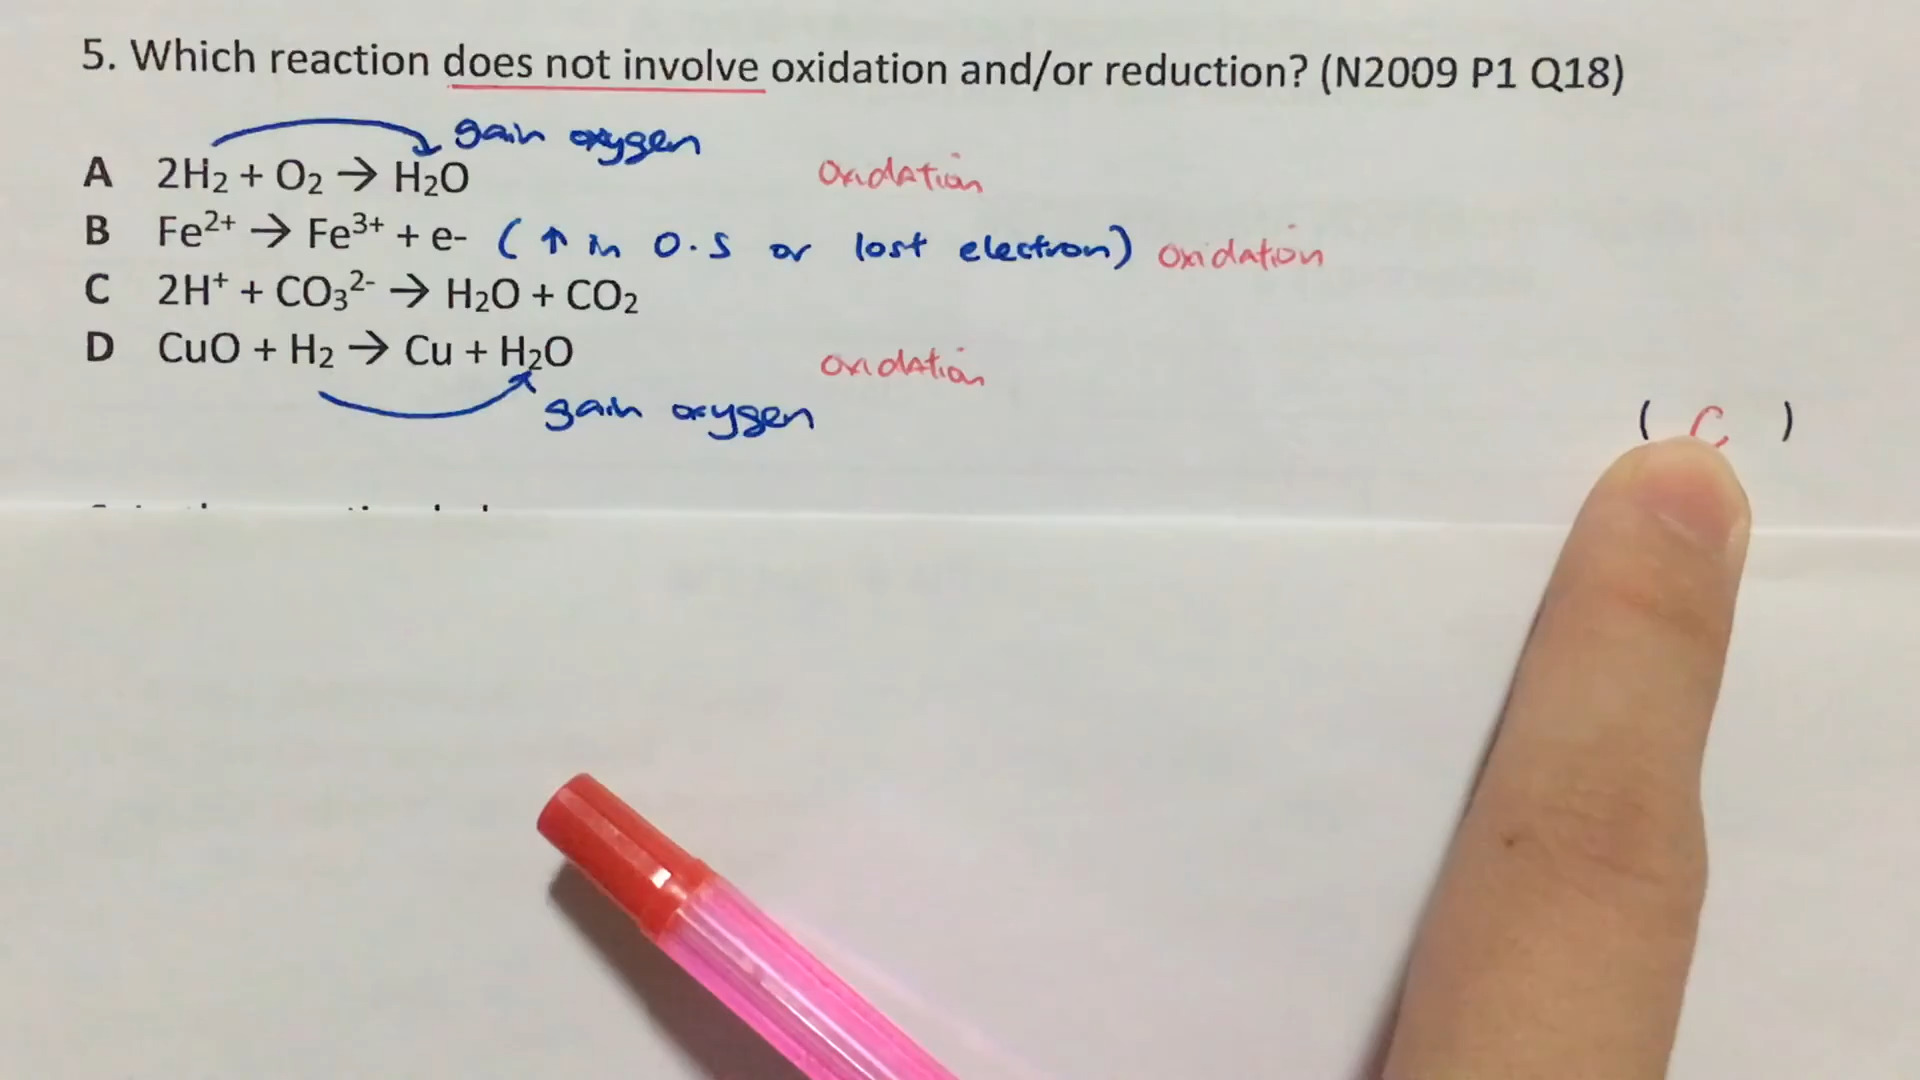 5. Which reaction does not involve oxidation and/or reduction? (N2009 P1 Q18)
gain oxygen
A 2H₂ + O₂ → H₂O oxidation
B Fe²⁺ → Fe³⁺ + e- (↑ in O.S or lost electron) oxidation
C 2H⁺ + CO₃²⁻ → H₂O + CO₂
D CuO + H₂ → Cu + H₂O oxidation
gain oxygen
( C )